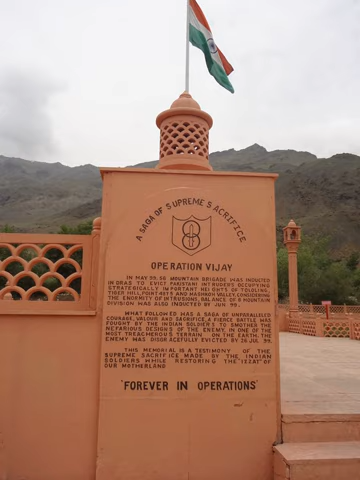 A SAGA OF SUPREME SACRIFICE
8
OPERATION VIJAY
IN MAY 99, 56 MOUNTAIN BRIGADE WAS INDUCTED
IN DRAS TO EVICT PAKISTANI INTRUDERS OCCUPYING
STRATEGICALLY IMPORTANT HEIGHTS OF TOLOLING,
TIGER HILL, POINT 4875 AND MUSHKOH VALLEY, CONSIDERING
THE ENORMITY OF INTRUSIONS, BALANCE OF 8 MOUNTAIN
DIVISION WAS ALSO INDUCTED BY JUN 99.
WHAT FOLLOWED WAS A SAGA OF UNPARALLELED
COURAGE, VALOUR AND SACRIFICE. A FIERCE BATTLE WAS
FOUGHT BY THE INDIAN SOLDIERS TO SMOTHER THE
NEFARIOUS DESIGNS OF THE ENEMY. IN ONE OF THE
MOST TREACHEROUS TERRAIN ON EARTH, THE
ENEMY WAS DISGRACEFULLY EVICTED BY 26 JUL 99.
THIS MEMORIAL IS A TESTIMONY OF THE
SUPREME SACRIFICE MADE BY THE INDIAN
SOLDIERS WHILE RESTORING THE "IZZAT" OF
OUR MOTHERLAND
'FOREVER IN OPERATIONS'